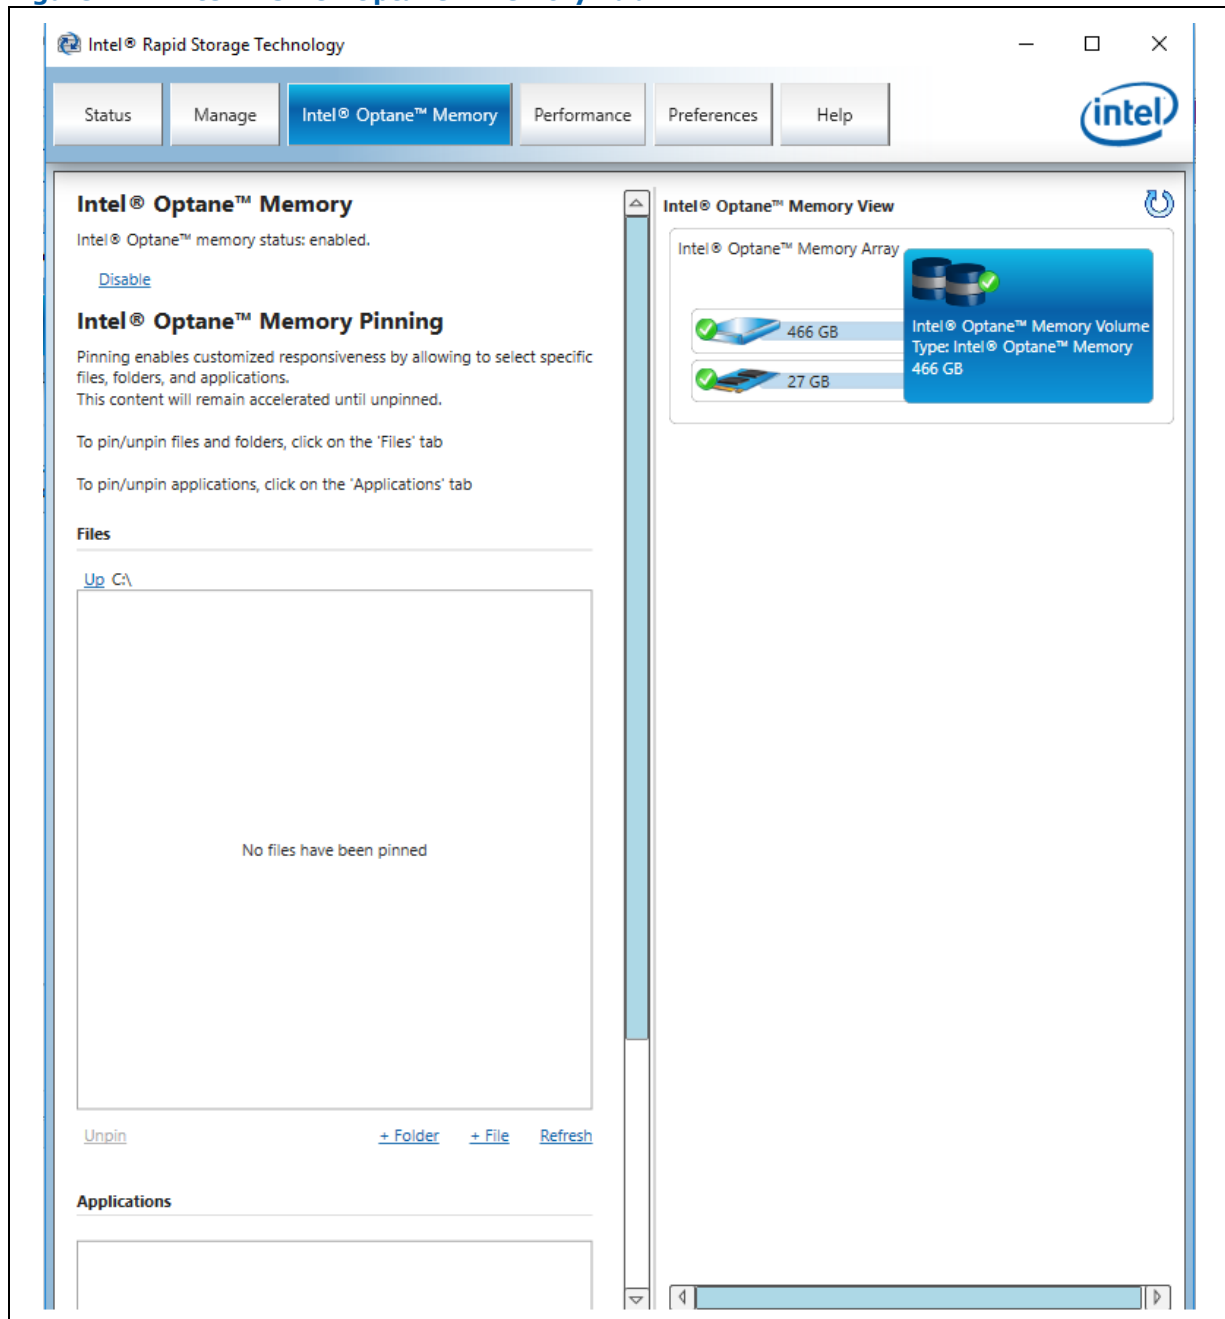 Intel® Rapid Storage Technology
Status
Manage
Intel® Optane™ Memory
Performance
Preferences
Help
intel
Intel® Optane™ Memory
Intel® Optane™ memory status: enabled.
Disable
Intel® Optane™ Memory Pinning
Pinning enables customized responsiveness by allowing to select specific
files, folders, and applications.
This content will remain accelerated until unpinned.
To pin/unpin files and folders, click on the 'Files' tab
To pin/unpin applications, click on the 'Applications' tab
Files
Up C:\
No files have been pinned
Unpin
+ Folder
+ File
Refresh
Applications
Intel® Optane™ Memory View
Intel® Optane™ Memory Array
466 GB
27 GB
Intel® Optane™ Memory Volume
Type: Intel® Optane™ Memory
466 GB